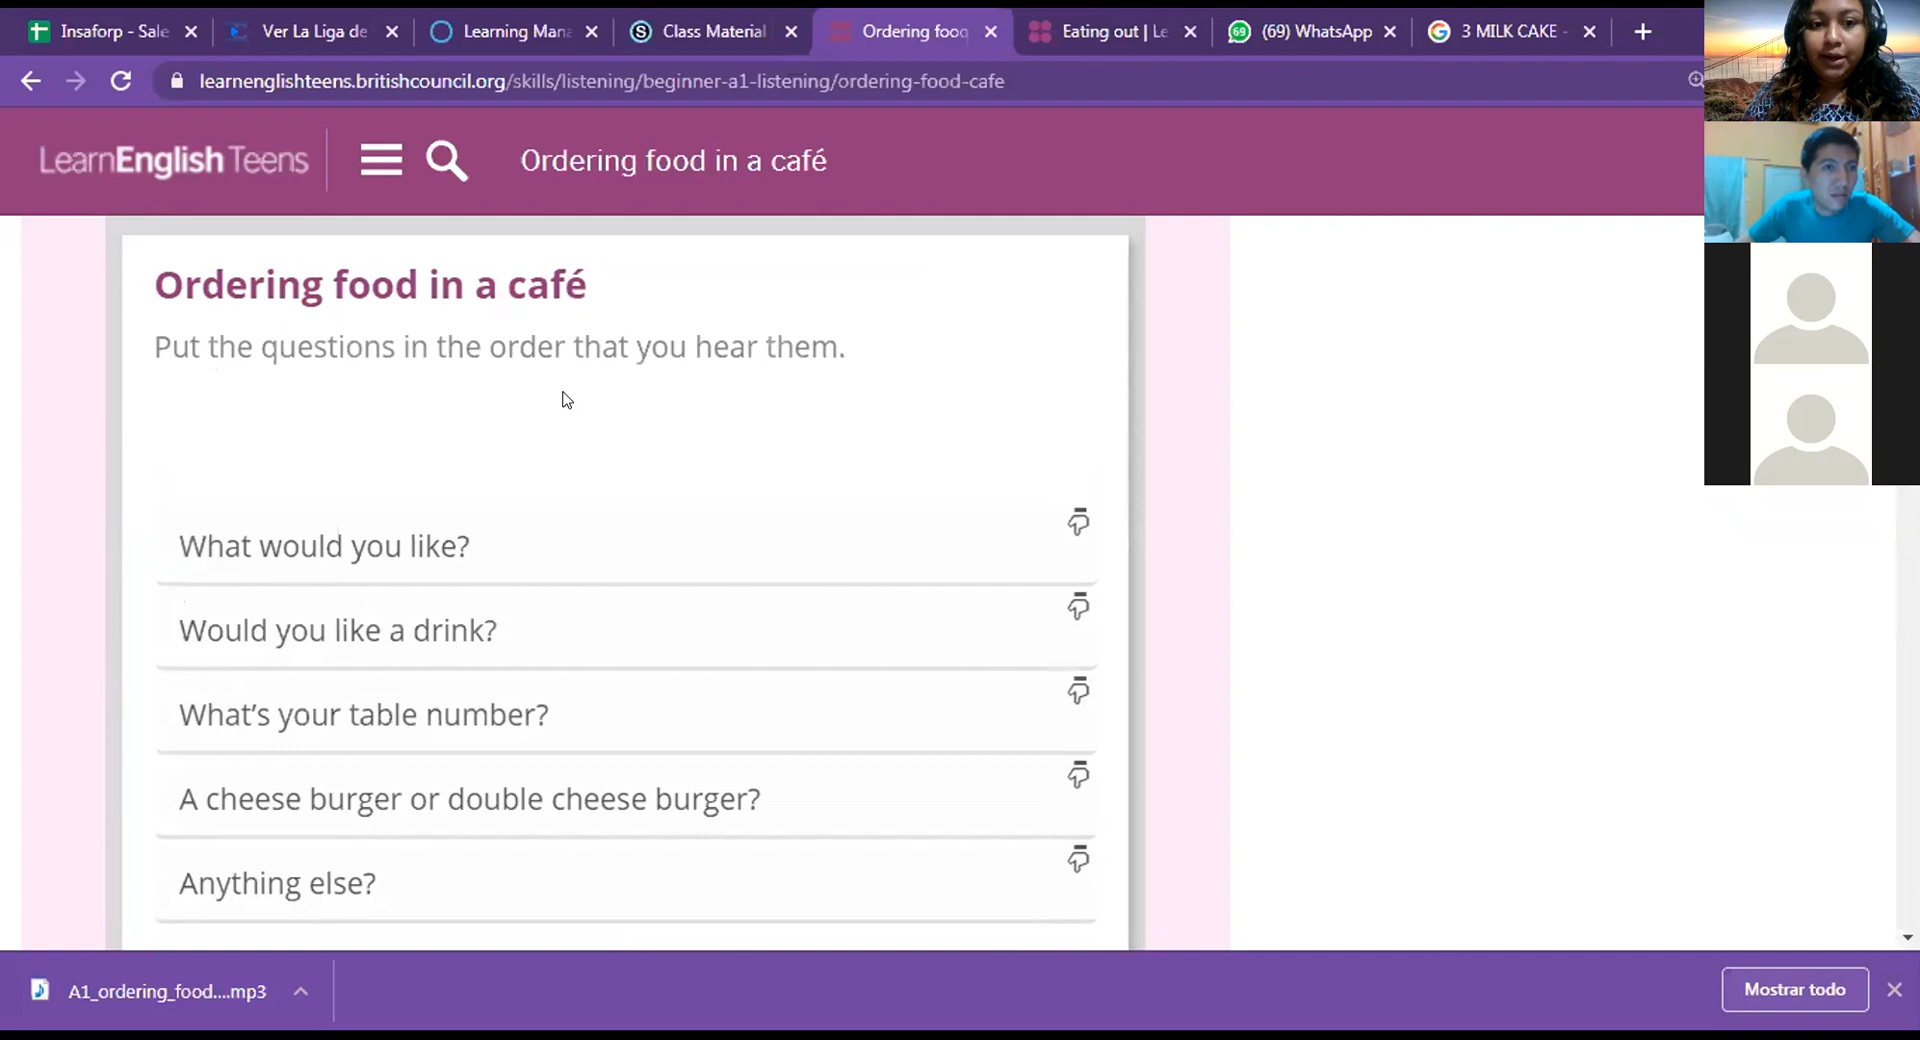 Insaforp - Sale
Ver La Liga de
Learning Mana
Class Material
Ordering food
Eating out | Le
(69) WhatsApp
3 MILK CAKE -
learnenglishteens.britishcouncil.org/skills/listening/beginner-a1-listening/ordering-food-cafe
LearnEnglish Teens
Ordering food in a café
Ordering food in a café
Put the questions in the order that you hear them.
What would you like?
Would you like a drink?
What's your table number?
A cheese burger or double cheese burger?
Anything else?
A1_ordering_food....mp3
Mostrar todo